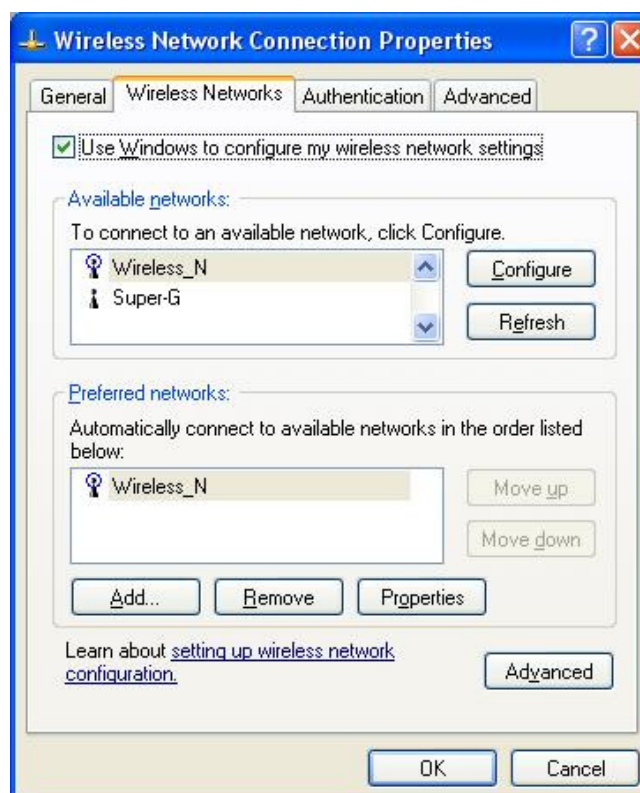 Wireless Network Connection Properties
General Wireless Networks Authentication Advanced
Use Windows to configure my wireless network settings
Available networks:
To connect to an available network, click Configure.
Wireless_N
Super-G
Configure
Refresh
Preferred networks:
Automatically connect to available networks in the order listed
below:
Wireless_N
Move up
Move down
Add... Remove Properties
Learn about setting up wireless network
configuration.
Advanced
OK Cancel